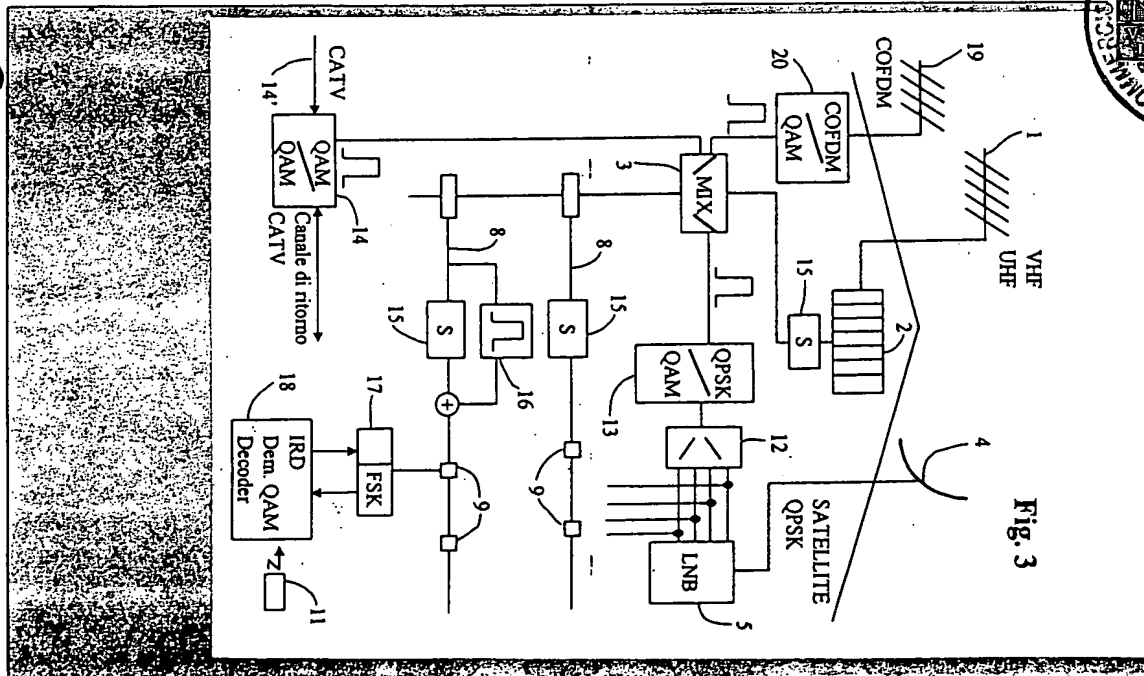 Fig. 3
19
COFDM
1
VHF
UHF
4
SATELLITE
QPSK
20
COFDM
QAM
2
15
S
3
MIX
QPSK
QAM
13
12
LNB
5
8
15
S
9
8
15
S
16
+
9
CATV
14'
QAM
QAM
14
Canale di ritorno
CATV
17
FSK
18
IRD
Dem. QAM
Decoder
Z
11